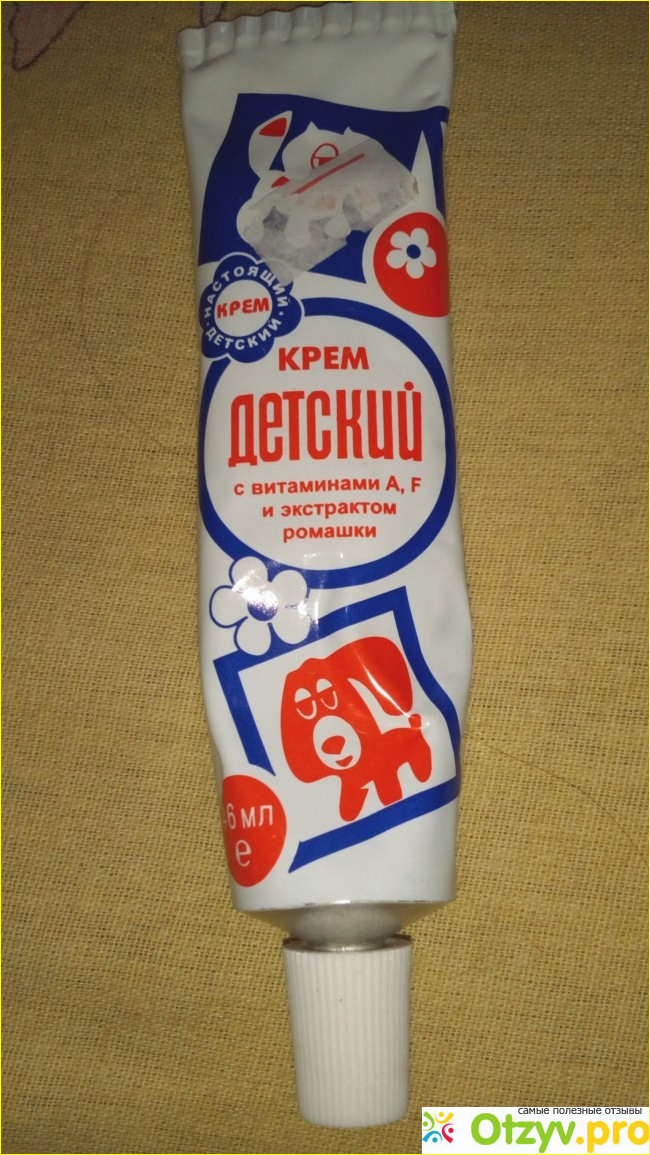 НАСТОЯЩИЙ
КРЕМ
ДЕТСКИЙ
КРЕМ
ДЕТСКИЙ
с витаминами А, F
и экстрактом
ромашки
мл
е
самые полезные отзывы
Otzyv.pro